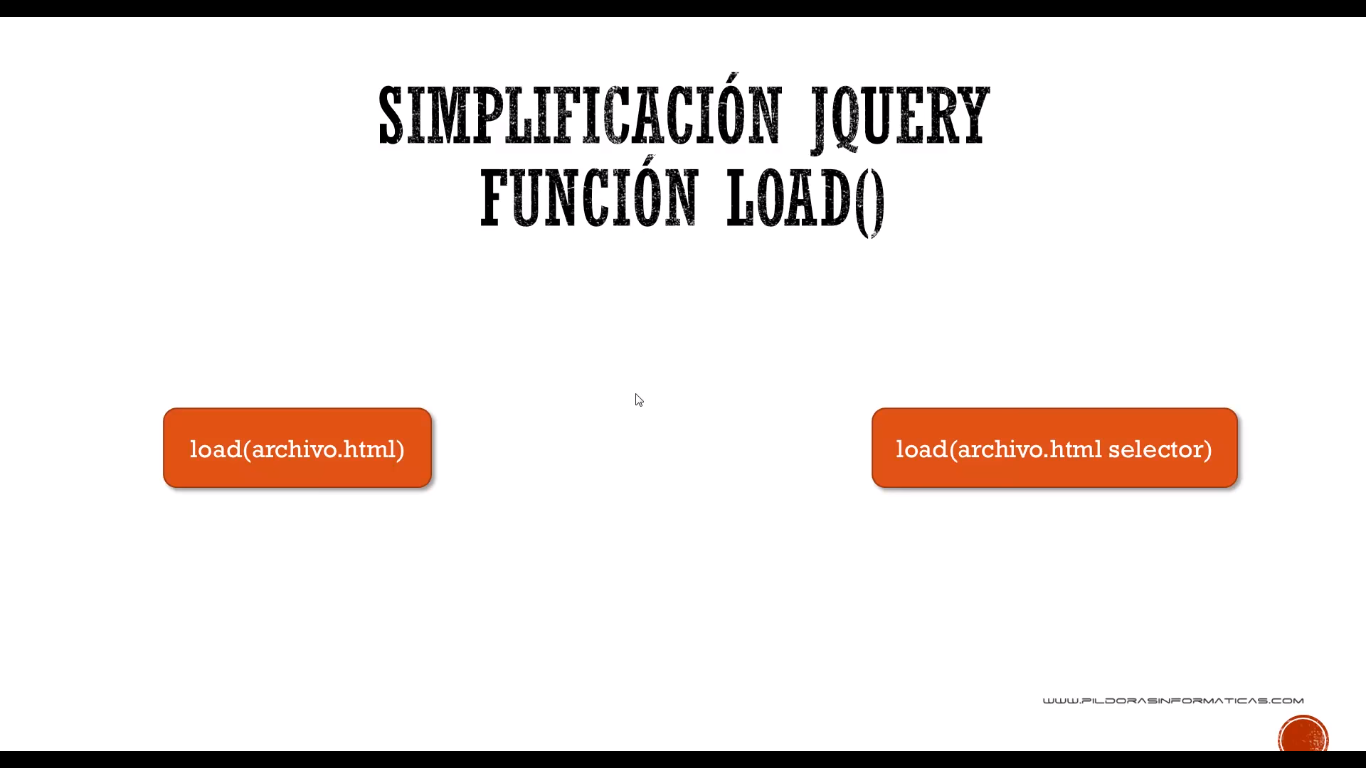 SIMPLIFICACIÓN JQUERY
FUNCIÓN LOAD()
load(archivo.html)
load(archivo.html selector)
WWW.PILDORASINFORMATICAS.COM